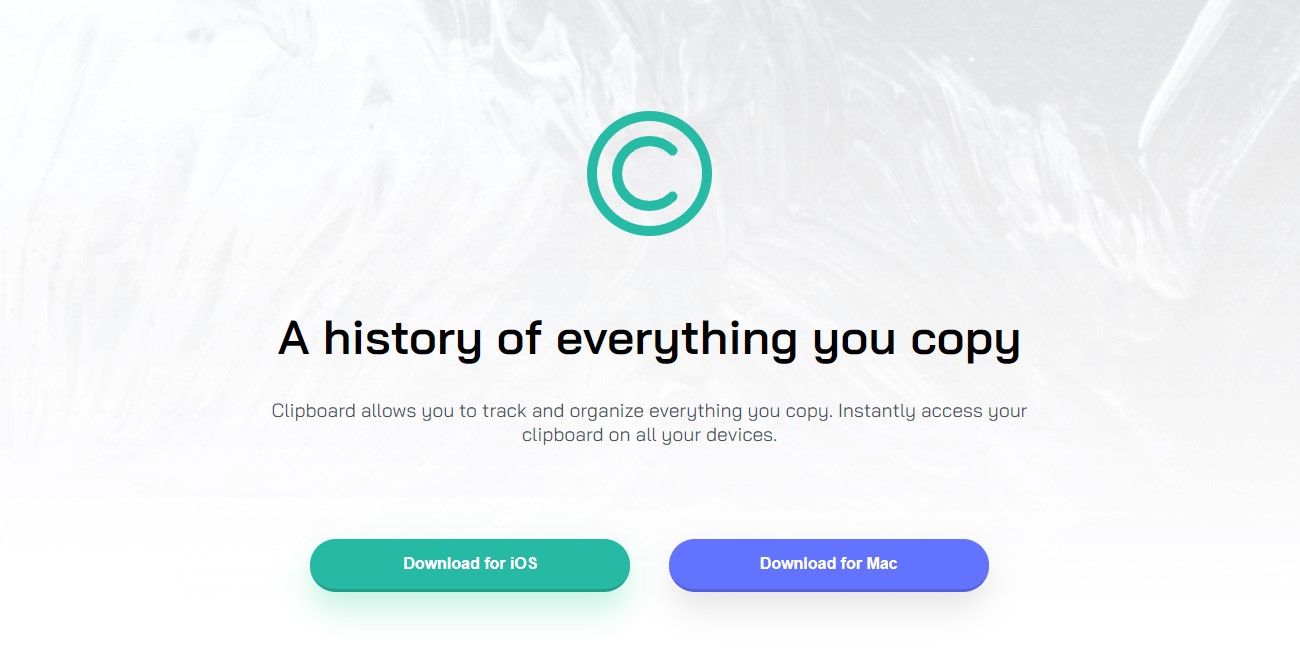 A history of everything you copy
Clipboard allows you to track and organize everything you copy. Instantly access your
clipboard on all your devices.
Download for iOS
Download for Mac